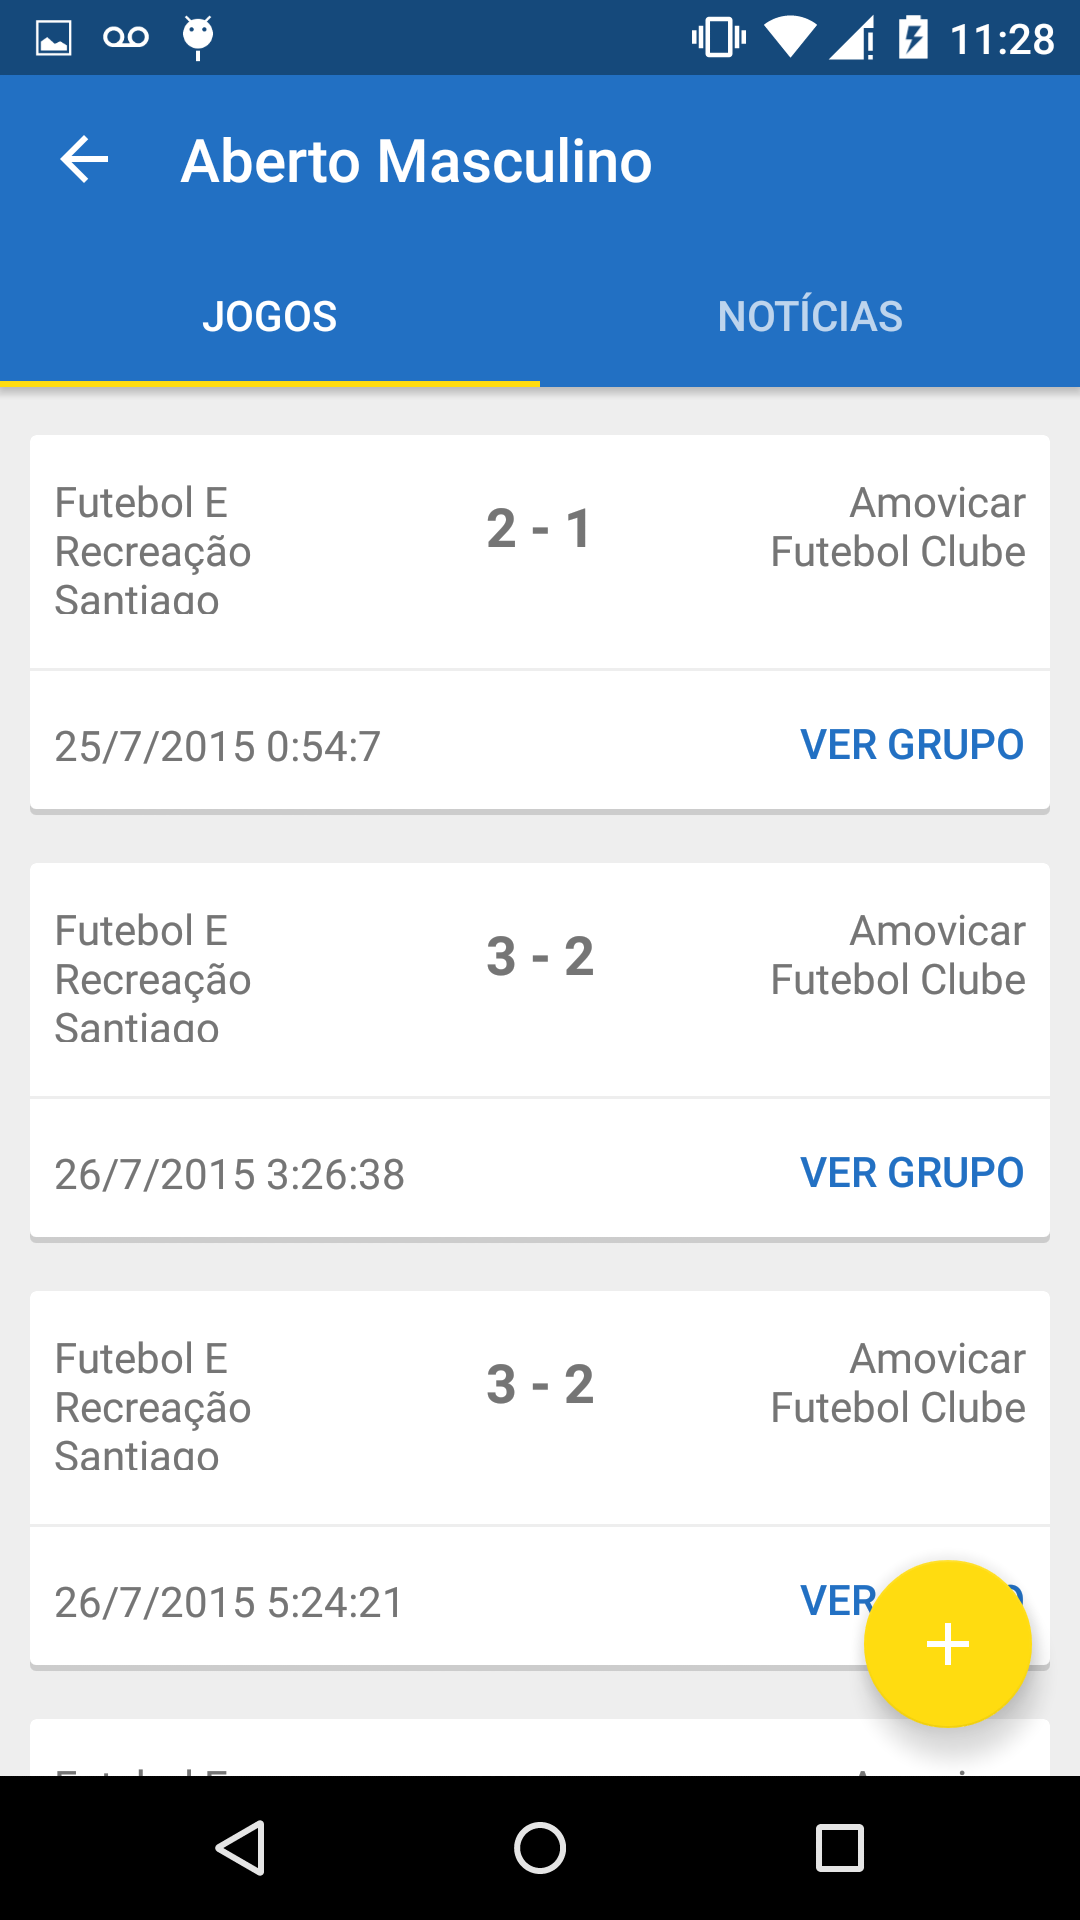 11:28
Aberto Masculino
JOGOS
NOTÍCIAS
Futebol E
Recreação
Santiago
2 - 1
Amovicar
Futebol Clube
25/7/2015 0:54:7
VER GRUPO
Futebol E
Recreação
Santiago
3 - 2
Amovicar
Futebol Clube
26/7/2015 3:26:38
VER GRUPO
Futebol E
Recreação
Santiago
3 - 2
Amovicar
Futebol Clube
26/7/2015 5:24:21
VER